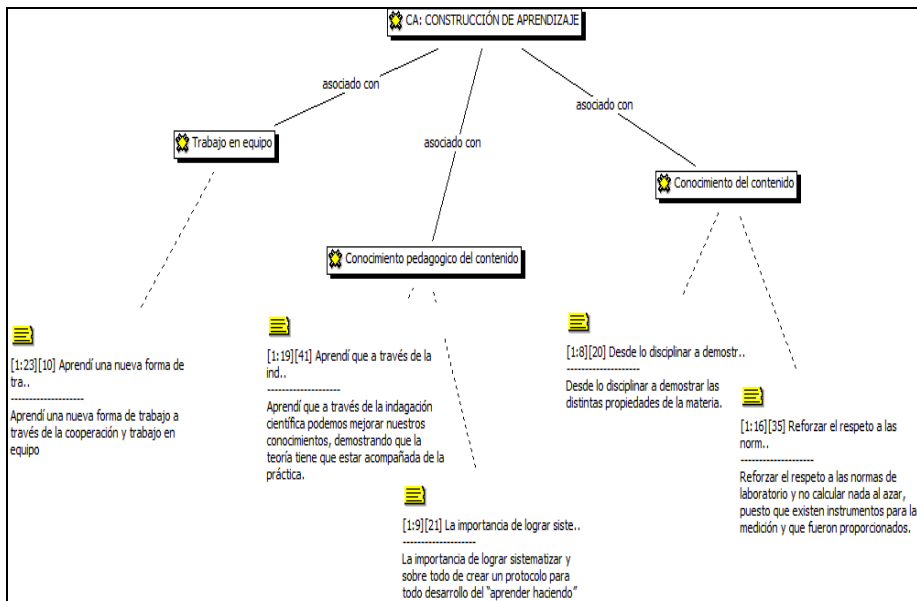 CA: CONSTRUCCIÓN DE APRENDIZAJE
asociado con
asociado con
asociado con
Trabajo en equipo
Conocimiento pedagogico del contenido
Conocimiento del contenido
[1:23][10] Aprendí una nueva forma de
tra..
--------------------
Aprendí una nueva forma de trabajo a
través de la cooperación y trabajo en
equipo
[1:19][41] Aprendí que a través de la
ind..
--------------------
Aprendí que a través de la indagación
científica podemos mejorar nuestros
conocimientos, demostrando que la
teoría tiene que estar acompañada de la
práctica.
[1:9][21] La importancia de lograr siste..
--------------------
La importancia de lograr sistematizar y
sobre todo de crear un protocolo para
todo desarrollo del “aprender haciendo”
[1:8][20] Desde lo disciplinar a demostr..
--------------------
Desde lo disciplinar a demostrar las
distintas propiedades de la materia.
[1:16][35] Reforzar el respeto a las
norm..
--------------------
Reforzar el respeto a las normas de
laboratorio y no calcular nada al azar,
puesto que existen instrumentos para la
medición y que fueron proporcionados.